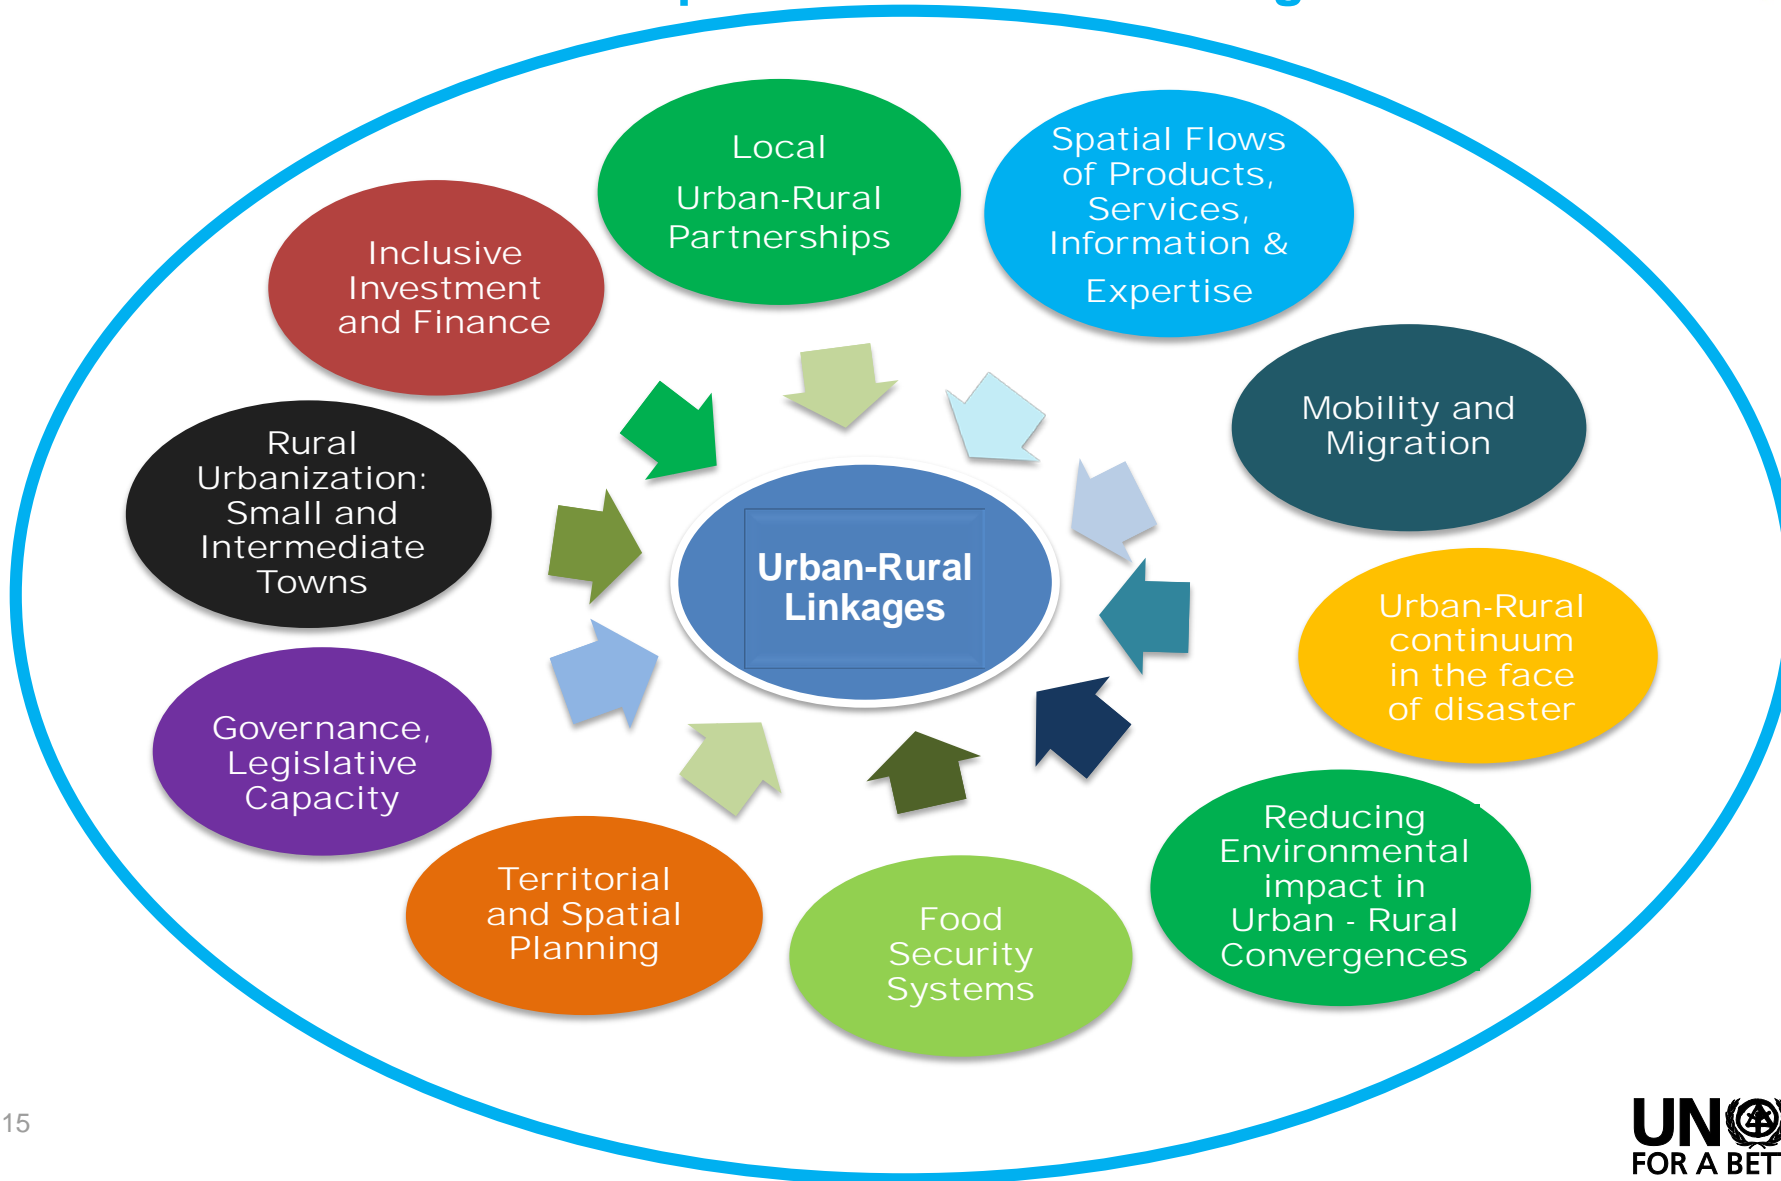 Local
Urban-Rural
Partnerships
Spatial Flows
of Products,
Services,
Information &
Expertise
Inclusive
Investment
and Finance
Mobility and
Migration
Rural
Urbanization:
Small and
Intermediate
Towns
Urban-Rural
Linkages
Urban-Rural
continuum
in the face
of disaster
Governance,
Legislative
Capacity
Reducing
Environmental
impact in
Urban - Rural
Convergences
Territorial
and Spatial
Planning
Food
Security
Systems
15
UN
FOR A BET